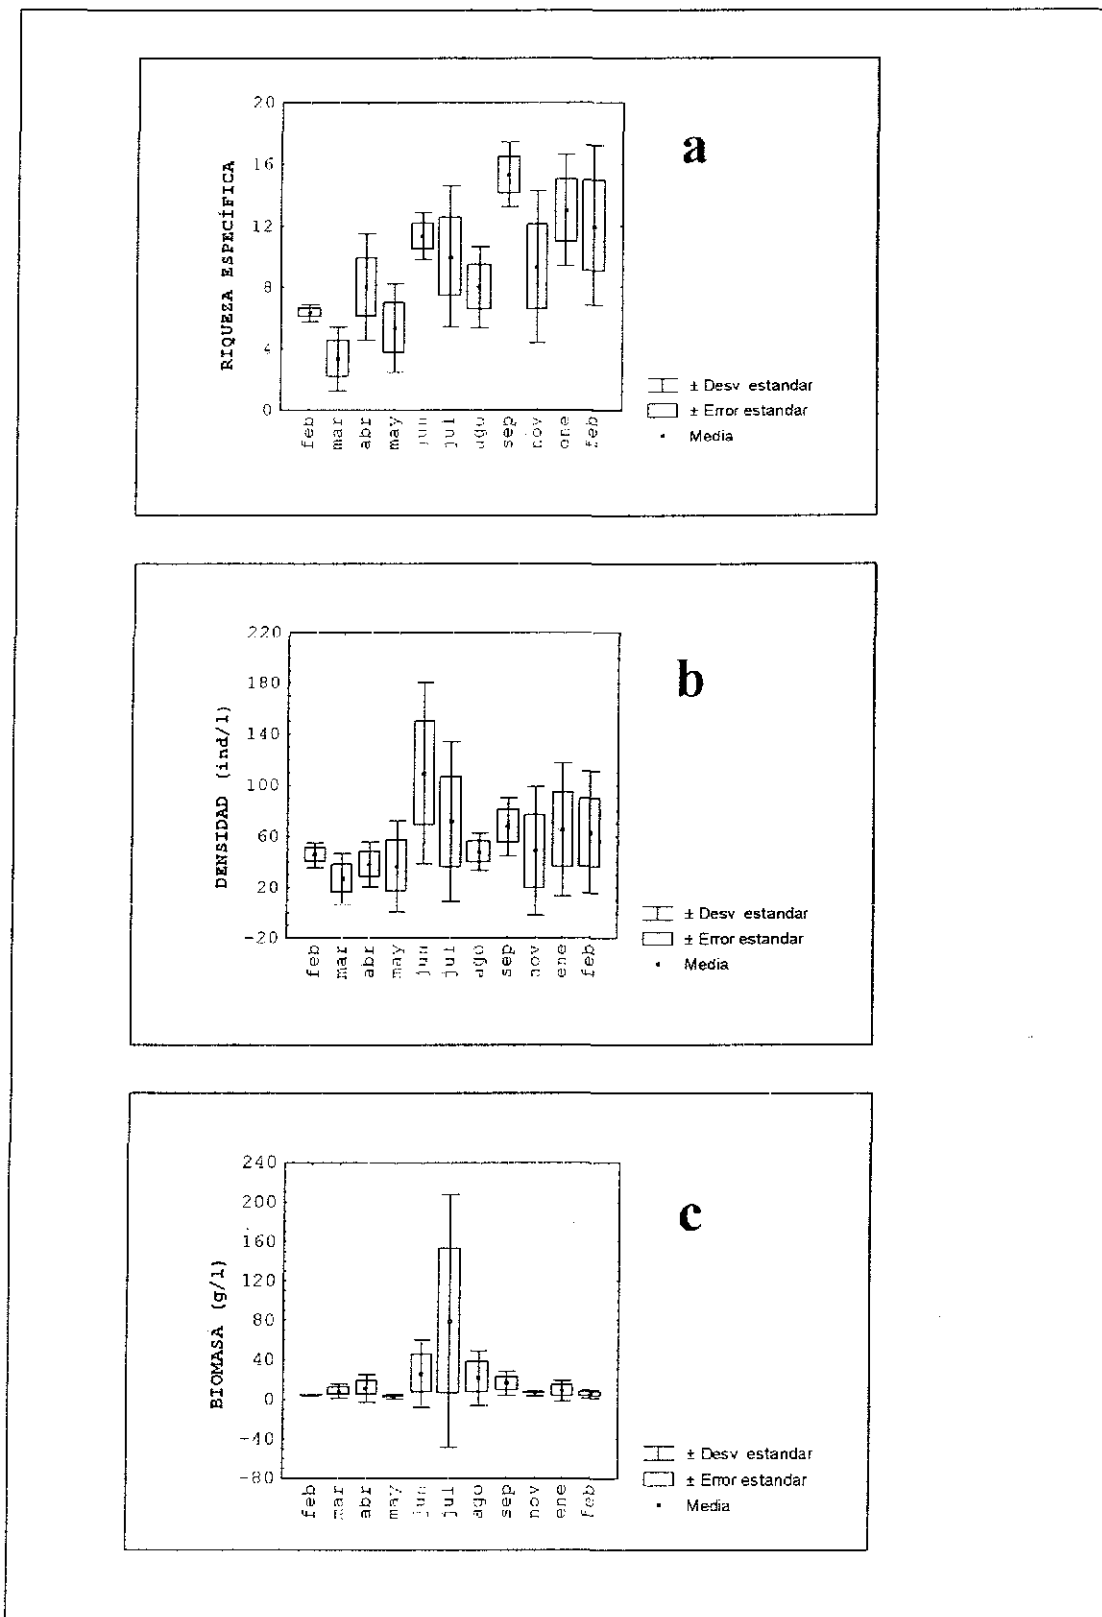 a
RIQUEZA ESPECÍFICA
20
16
12
8
4
0
feb
mar
abr
may
jun
jul
ago
sep
nov
ene
feb
± Desv estandar
± Error estandar
Media
b
DENSIDAD (ind/l)
220
180
140
100
60
20
-20
feb
mar
abr
may
jun
jul
ago
sep
nov
ene
feb
± Desv estandar
± Error estandar
Media
c
BIOMASA (g/l)
240
200
160
120
80
40
0
-40
-80
feb
mar
abr
may
jun
jul
ago
sep
nov
ene
feb
± Desv estandar
± Error estandar
Media